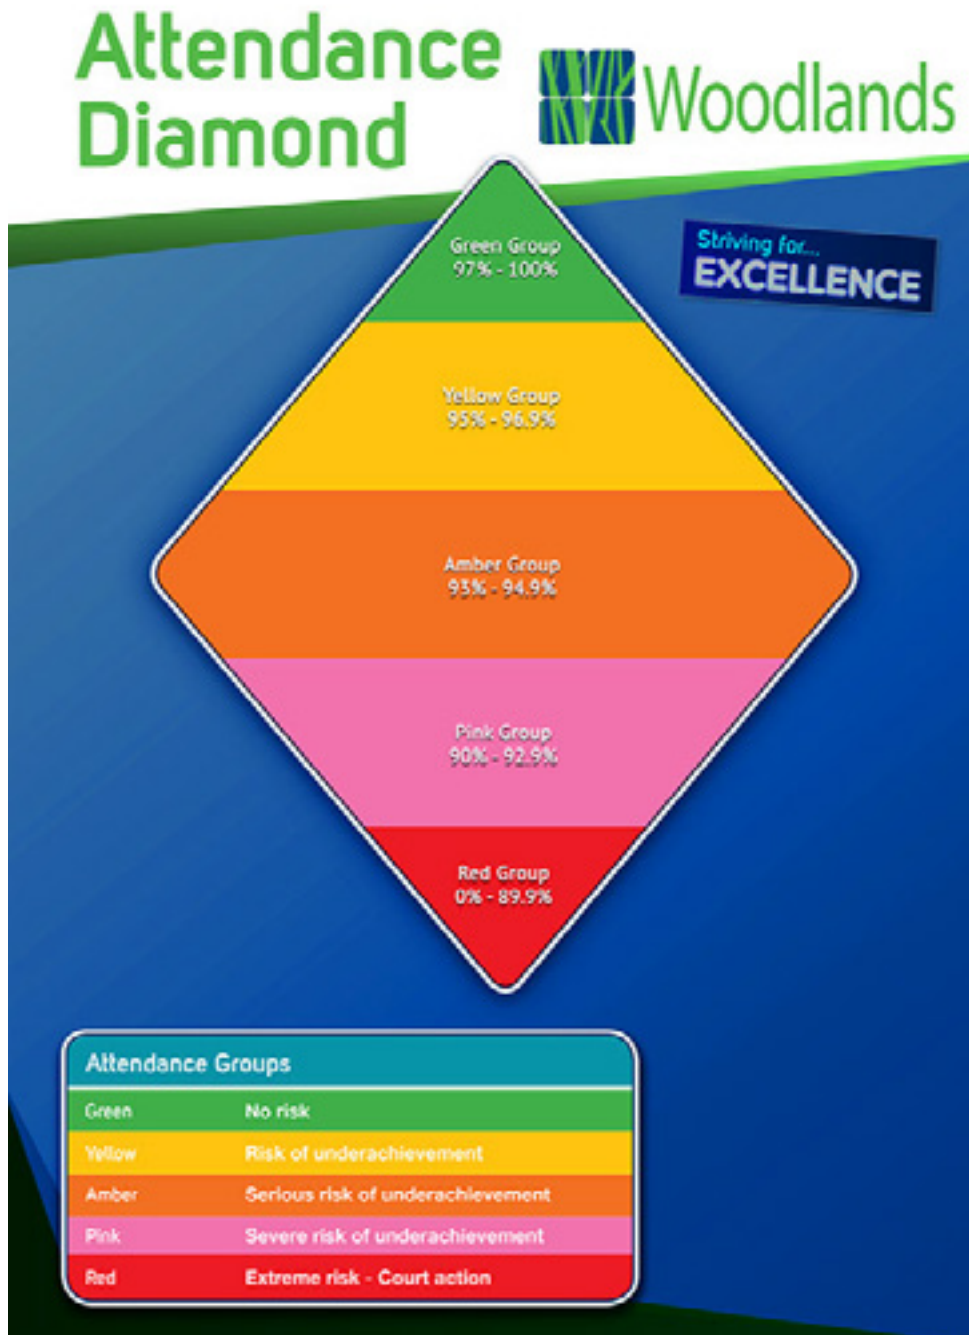 Attendance
Diamond
Woodlands
Striving for...
EXCELLENCE
Green Group
97% - 100%
Yellow Group
95% - 96.9%
Amber Group
93% - 94.9%
Pink Group
90% - 92.9%
Red Group
0% - 89.9%
Attendance Groups
Green No risk
Yellow Risk of underachievement
Amber Serious risk of underachievement
Pink Severe risk of underachievement
Red Extreme risk - Court action